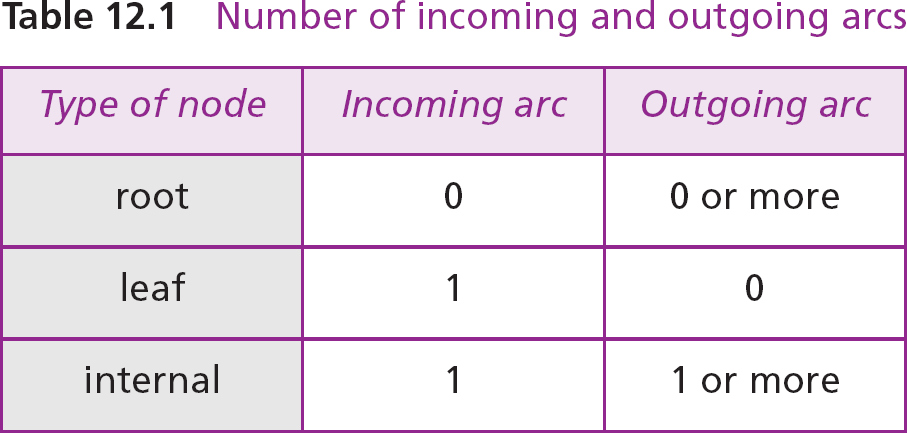 Table 12.1 Number of incoming and outgoing arcs
Type of node Incoming arc Outgoing arc
root 0 0 or more
leaf 1 0
internal 1 1 or more